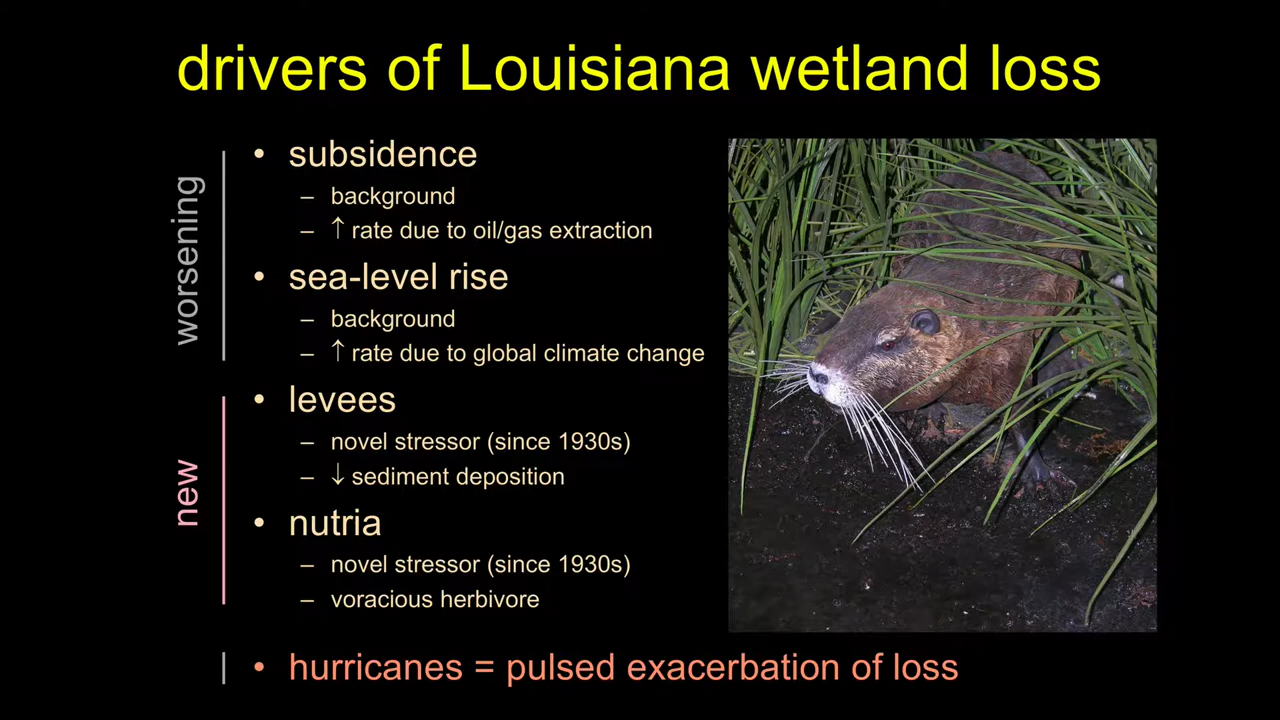 drivers of Louisiana wetland loss
worsening
• subsidence
– background
– ↑ rate due to oil/gas extraction
• sea-level rise
– background
– ↑ rate due to global climate change
new
• levees
– novel stressor (since 1930s)
– ↓ sediment deposition
• nutria
– novel stressor (since 1930s)
– voracious herbivore
• hurricanes = pulsed exacerbation of loss